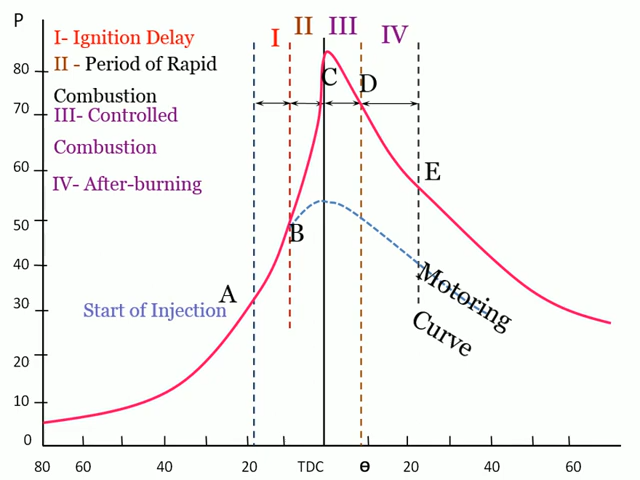 P
I- Ignition Delay
I
II
III
IV
II - Period of Rapid
Combustion
III- Controlled
Combustion
IV- After-burning
80
70
60
50
40
30
20
10
0
C
D
E
B
A
Start of Injection
Motoring
Curve
80 60 40 20 TDC Ɵ 20 40 60